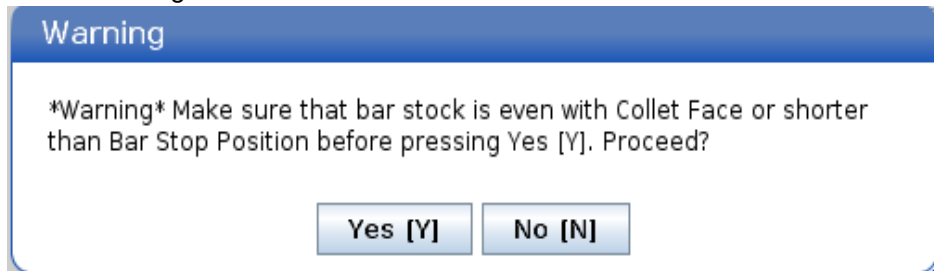 Warning
*Warning* Make sure that bar stock is even with Collet Face or shorter
than Bar Stop Position before pressing Yes [Y]. Proceed?
Yes [Y] No [N]